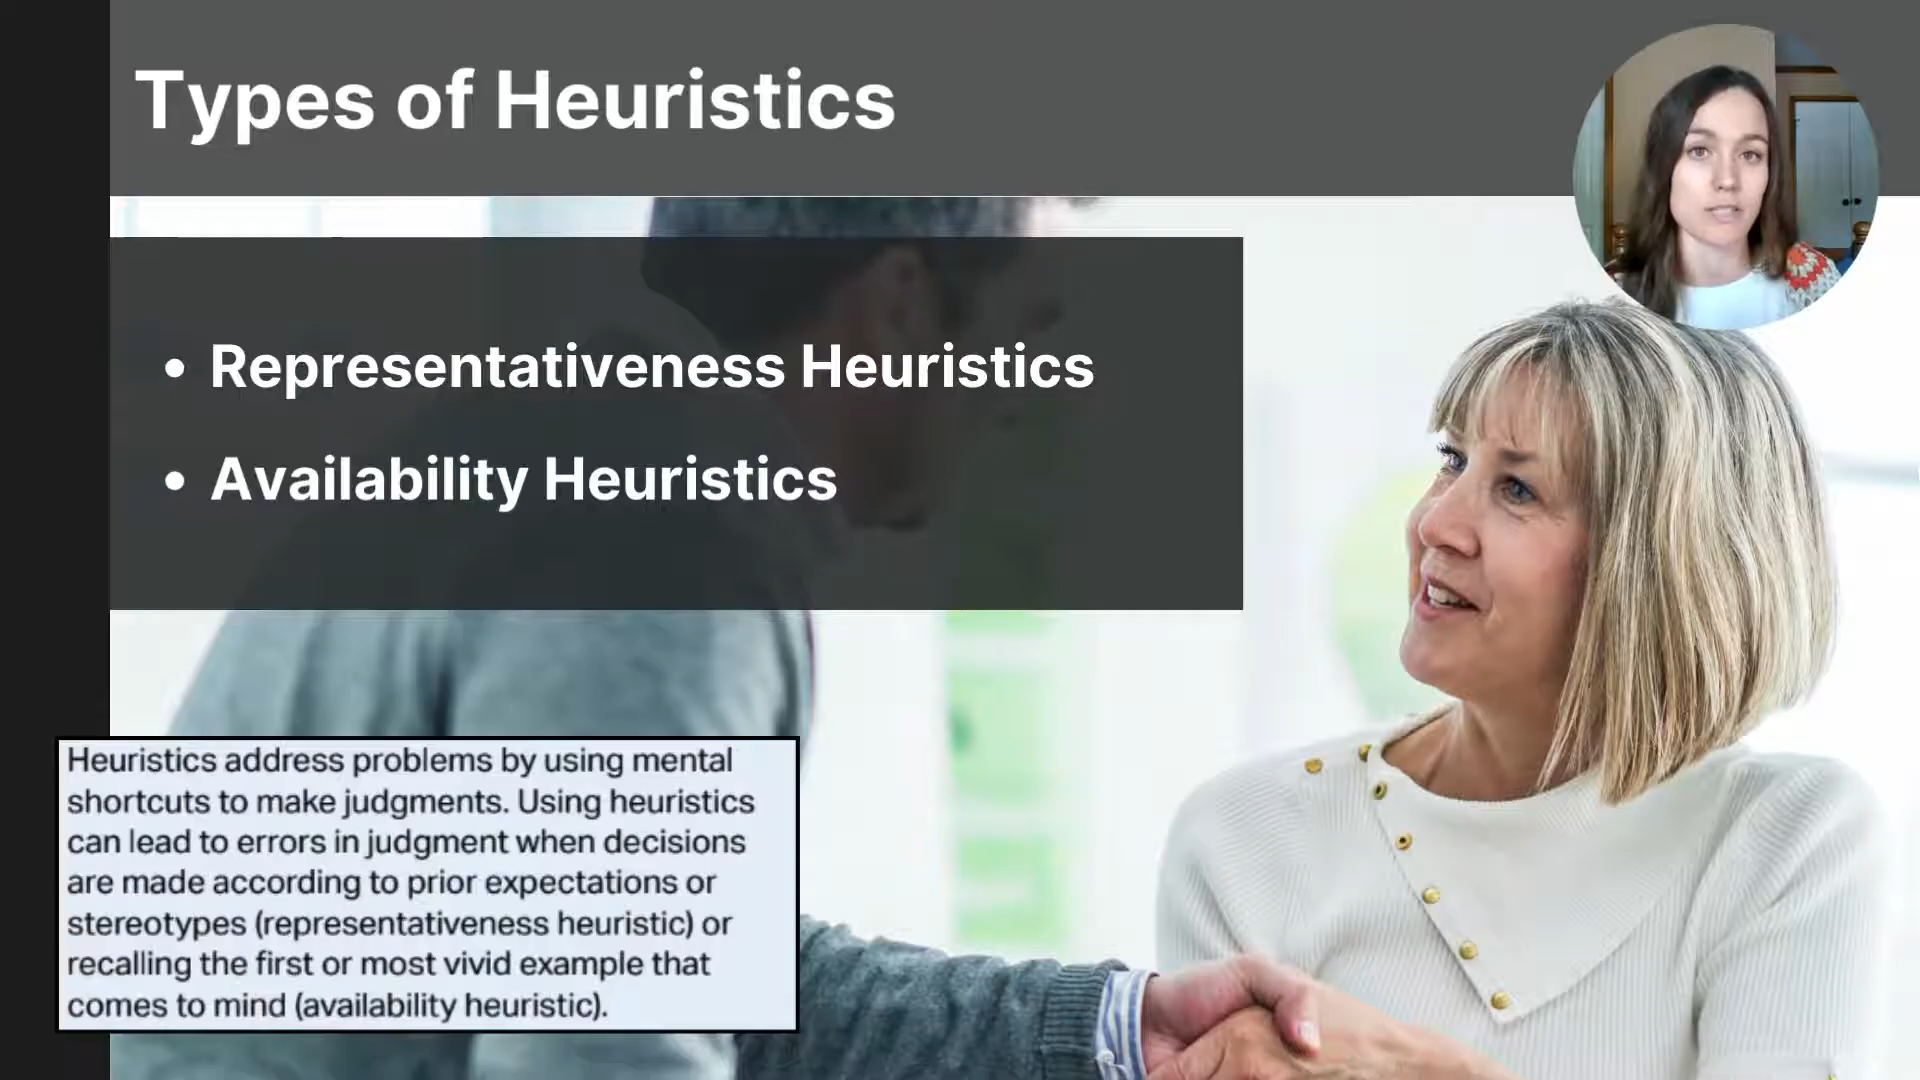 Types of Heuristics
• Representativeness Heuristics
• Availability Heuristics
Heuristics address problems by using mental
shortcuts to make judgments. Using heuristics
can lead to errors in judgment when decisions
are made according to prior expectations or
stereotypes (representativeness heuristic) or
recalling the first or most vivid example that
comes to mind (availability heuristic).